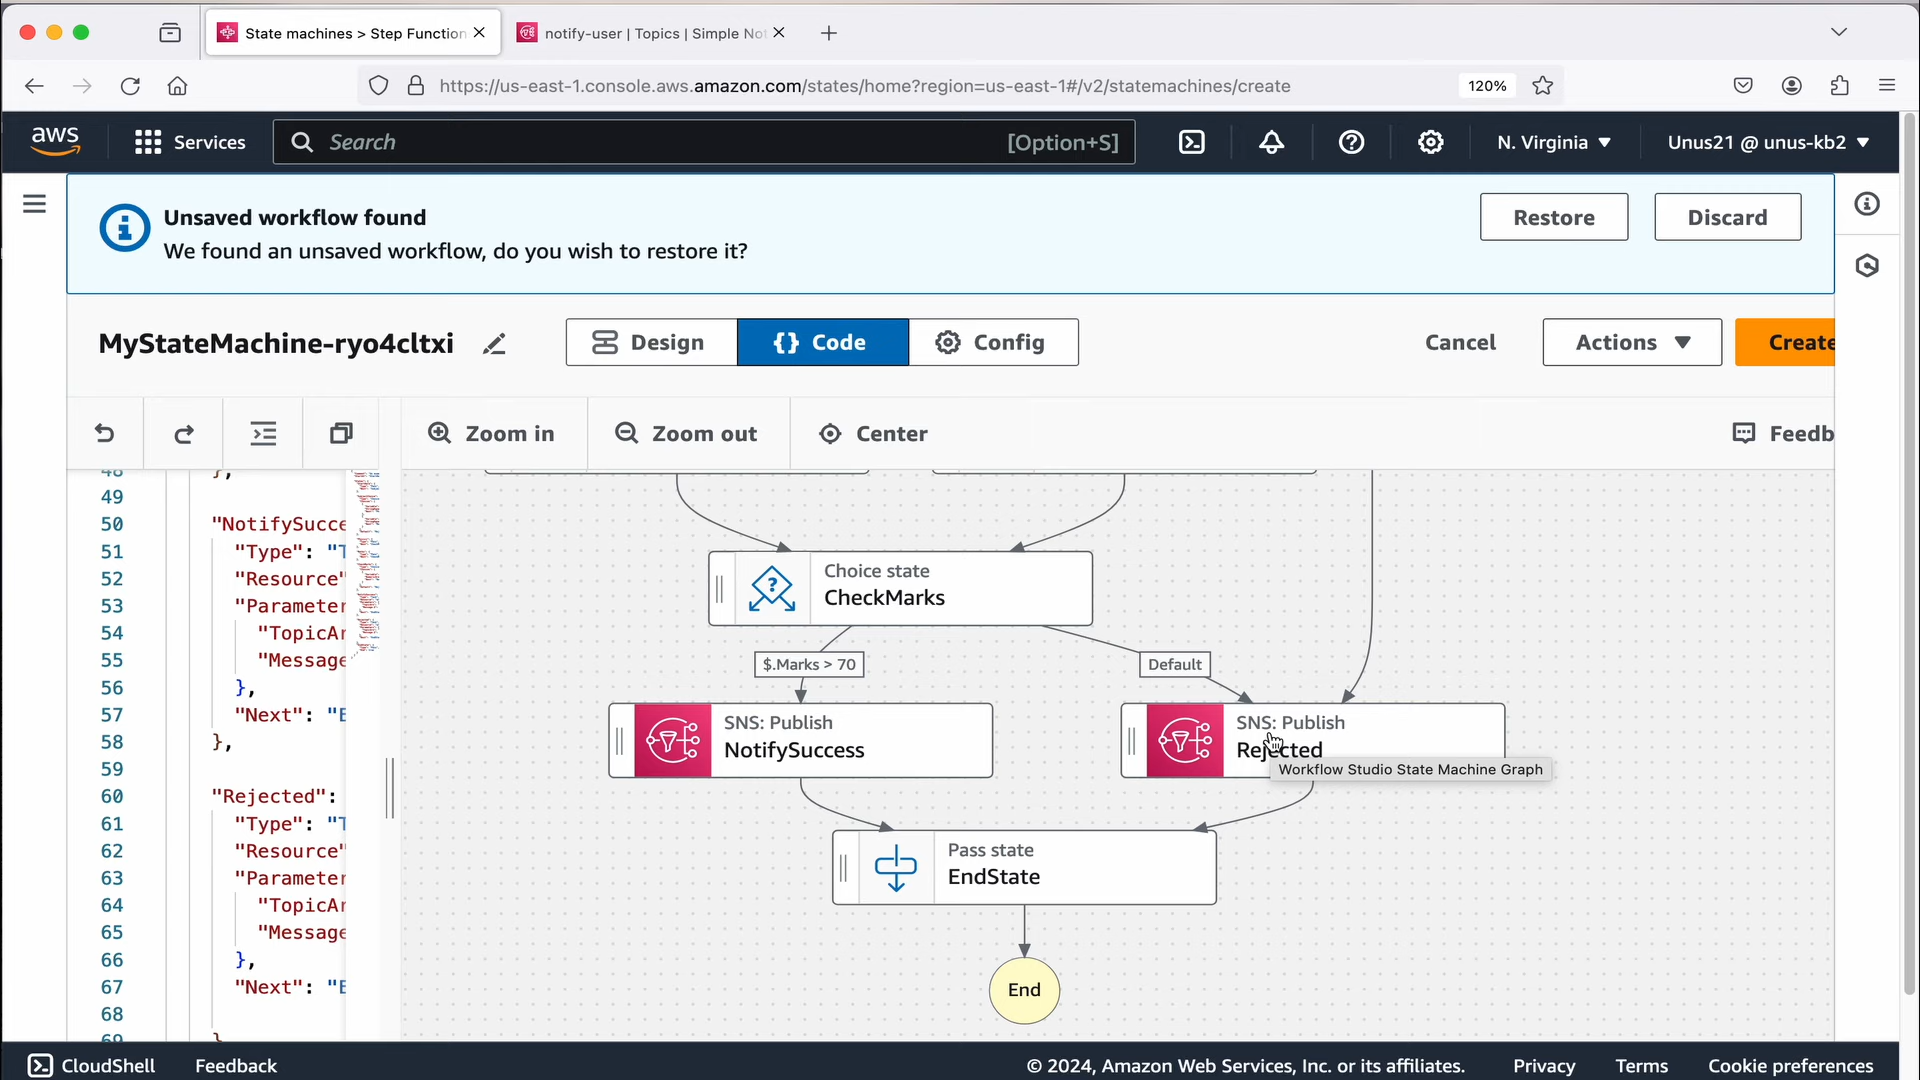 State machines > Step Function
notify-user | Topics | Simple Not
https://us-east-1.console.aws.amazon.com/states/home?region=us-east-1#/v2/statemachines/create
120%
aws
Services
Search
[Option+S]
N. Virginia
Unus21 @ unus-kb2
Unsaved workflow found
We found an unsaved workflow, do you wish to restore it?
Restore
Discard
MyStateMachine-ryo4cltxi
Design
{} Code
Config
Cancel
Actions
Create
Zoom in
Zoom out
Center
Feedb
48 },
49
50 "NotifySucce
51 "Type": "T
52 "Resource"
53 "Parameter
54 "TopicAr
55 "Message
56 },
57 "Next": "E
58 },
59
60 "Rejected":
61 "Type": "T
62 "Resource"
63 "Parameter
64 "TopicAr
65 "Message
66 },
67 "Next": "E
68
69 }
Choice state
CheckMarks
$.Marks > 70
Default
SNS: Publish
NotifySuccess
SNS: Publish
Rejected
Workflow Studio State Machine Graph
Pass state
EndState
End
CloudShell
Feedback
© 2024, Amazon Web Services, Inc. or its affiliates.
Privacy
Terms
Cookie preferences